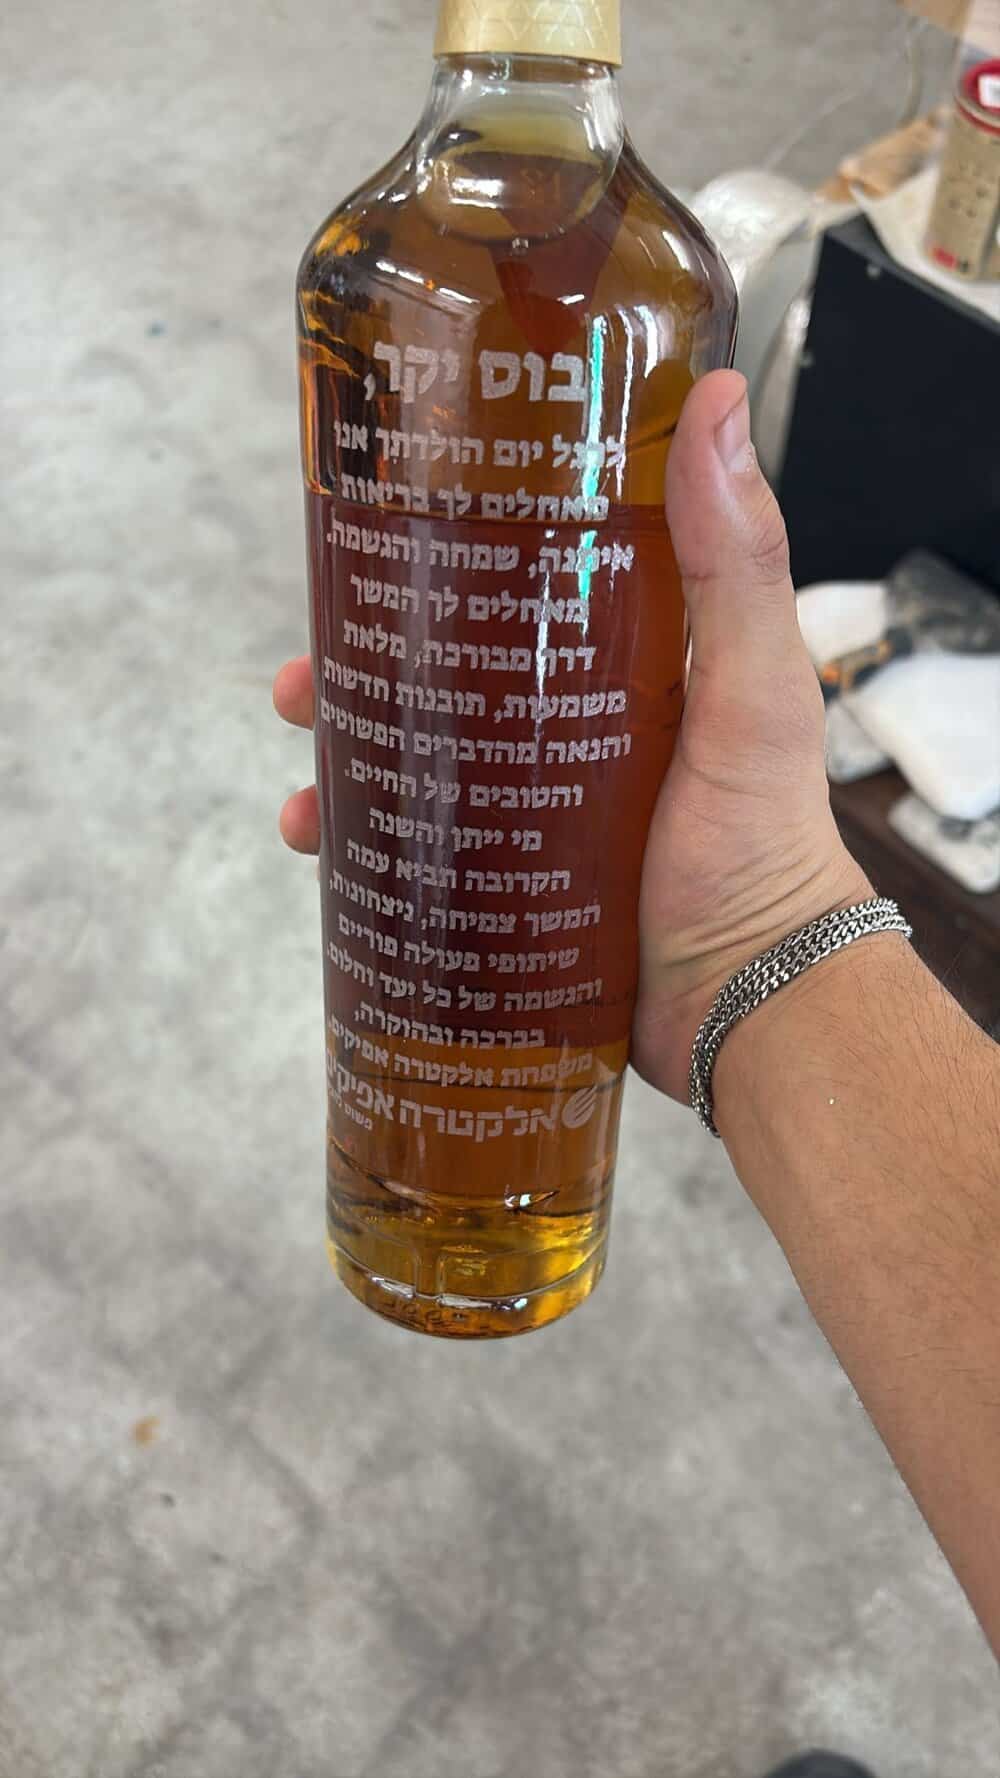 בוס יקר,
לרגל יום הולדתך אנו
מאחלים לך בריאות
איתנה, שמחה והגשמה.
מאחלים לך המשך
דרך מבורכת, מלאת
משמעות, תובנות חדשות
והנאה מהדברים הפשוטים
והטובים של החיים.
מי ייתן והשנה
הקרובה תביא עמה
המשך צמיחה, ניצחונות,
שיתופי פעולה פוריים
והגשמה של כל יעד וחלום.
בברכה ובהוקרה,
משפחת אלקטרה אפיקים.
אלקטרה אפיקים
פשוט